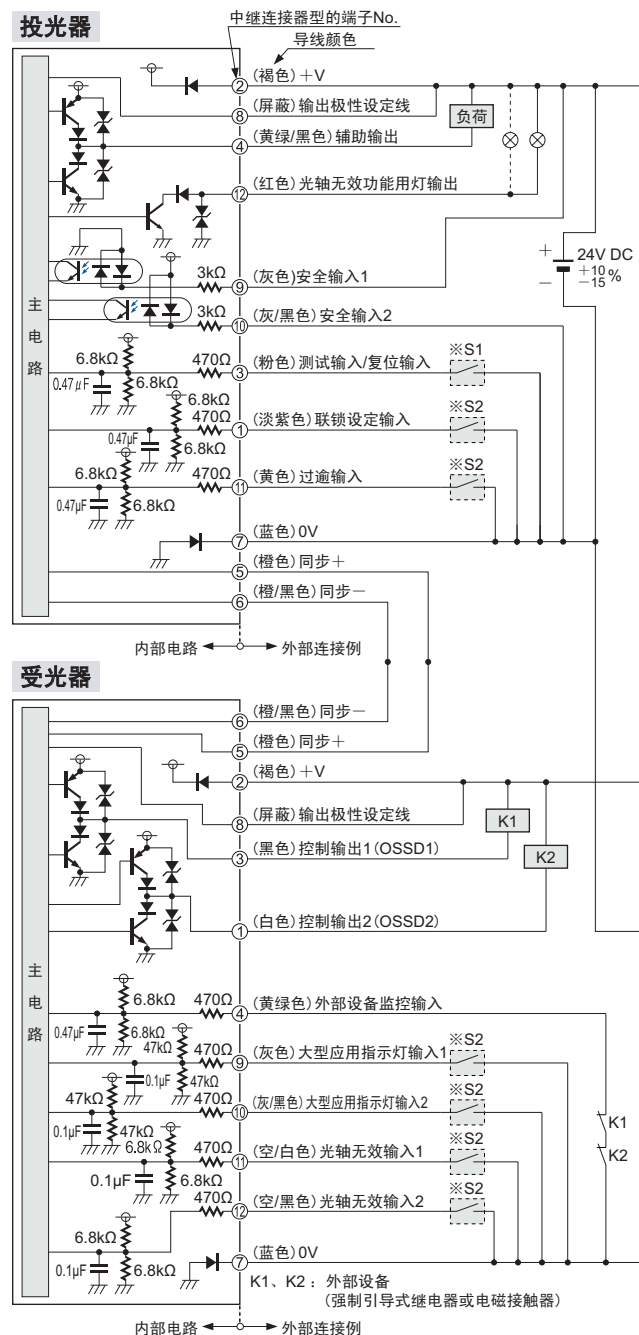 投光器
中继连接器型的端子No.
导线颜色
② (褐色) +V
⑧ (屏蔽) 输出极性设定线
负荷
④ (黄绿/黑色) 辅助输出
⑫ (红色) 光轴无效功能用灯输出
+
−
24V DC
+10
−15 %
3kΩ ⑨ (灰色)安全输入1
3kΩ ⑩ (灰/黑色) 安全输入2
主电路
6.8kΩ
470Ω ③ (粉色) 测试输入/复位输入
※S1
0.47μF
6.8kΩ
6.8kΩ
470Ω ① (淡紫色) 联锁设定输入
※S2
0.47μF
6.8kΩ
6.8kΩ
470Ω ⑪ (黄色) 过逾输入
※S2
0.47μF
6.8kΩ
⑦ (蓝色) 0V
⑤ (橙色) 同步+
⑥ (橙/黑色) 同步−
内部电路 外部连接例
受光器
⑥ (橙/黑色) 同步−
⑤ (橙色) 同步+
② (褐色) +V
⑧ (屏蔽) 输出极性设定线
K1
③ (黑色) 控制输出1 (OSSD1)
K2
① (白色) 控制输出2 (OSSD2)
主电路
6.8kΩ
470Ω ④ (黄绿色) 外部设备监控输入
0.47μF
6.8kΩ
47kΩ
470Ω ⑨ (灰色) 大型应用指示灯输入1
※S2
0.1μF
47kΩ
47kΩ
470Ω ⑩ (灰/黑色) 大型应用指示灯输入2
※S2
0.1μF
47kΩ
6.8kΩ
K1
K2
470Ω ⑪ (空/白色) 光轴无效输入1
※S2
0.1μF
6.8kΩ
470Ω ⑫ (空/黑色) 光轴无效输入2
※S2
6.8kΩ
0.1μF
6.8kΩ
⑦ (蓝色) 0V
K1、K2 : 外部设备
(强制引导式继电器或电磁接触器)
内部电路 外部连接例